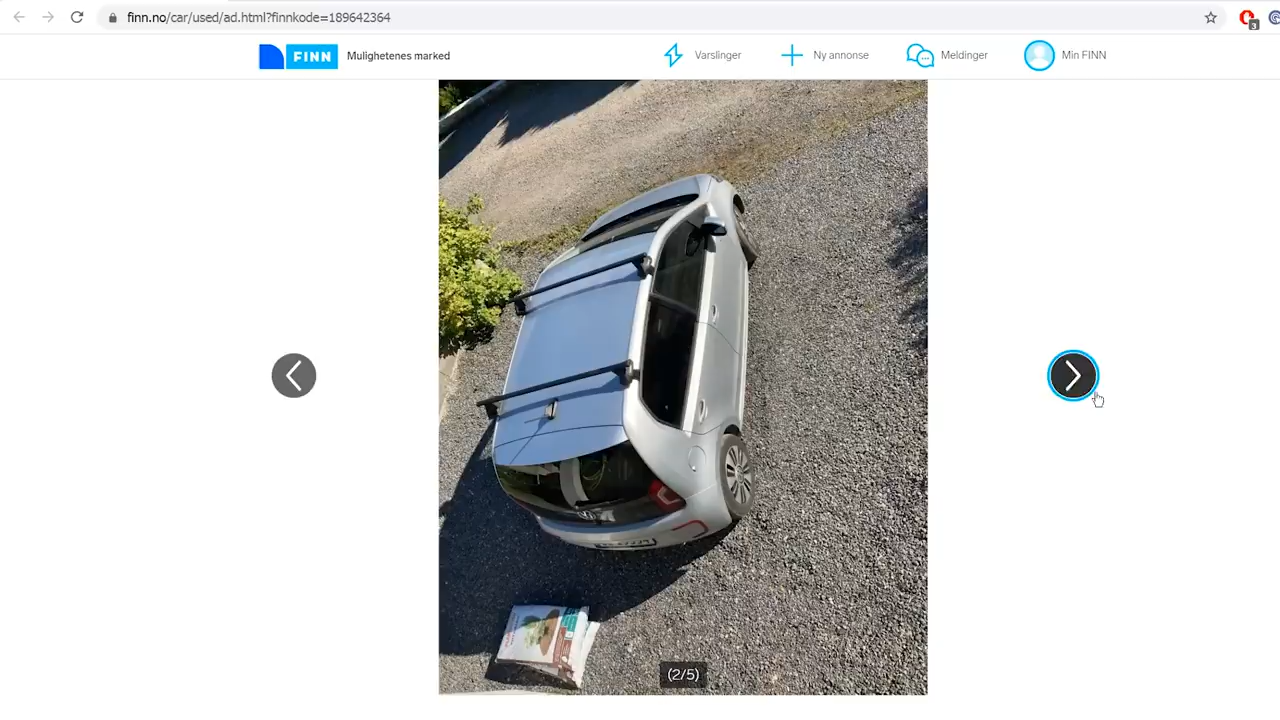 finn.no/car/used/ad.html?finnkode=189642364
3
FINN
Mulighetenes marked
Varslinger
Ny annonse
Meldinger
Min FINN
(2/5)